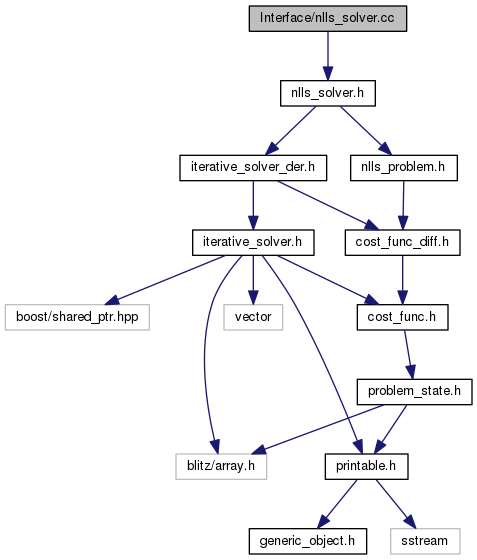 Interface/nlls_solver.cc
nlls_solver.h
iterative_solver_der.h
nlls_problem.h
iterative_solver.h
cost_func_diff.h
boost/shared_ptr.hpp
vector
cost_func.h
problem_state.h
blitz/array.h
printable.h
generic_object.h
sstream